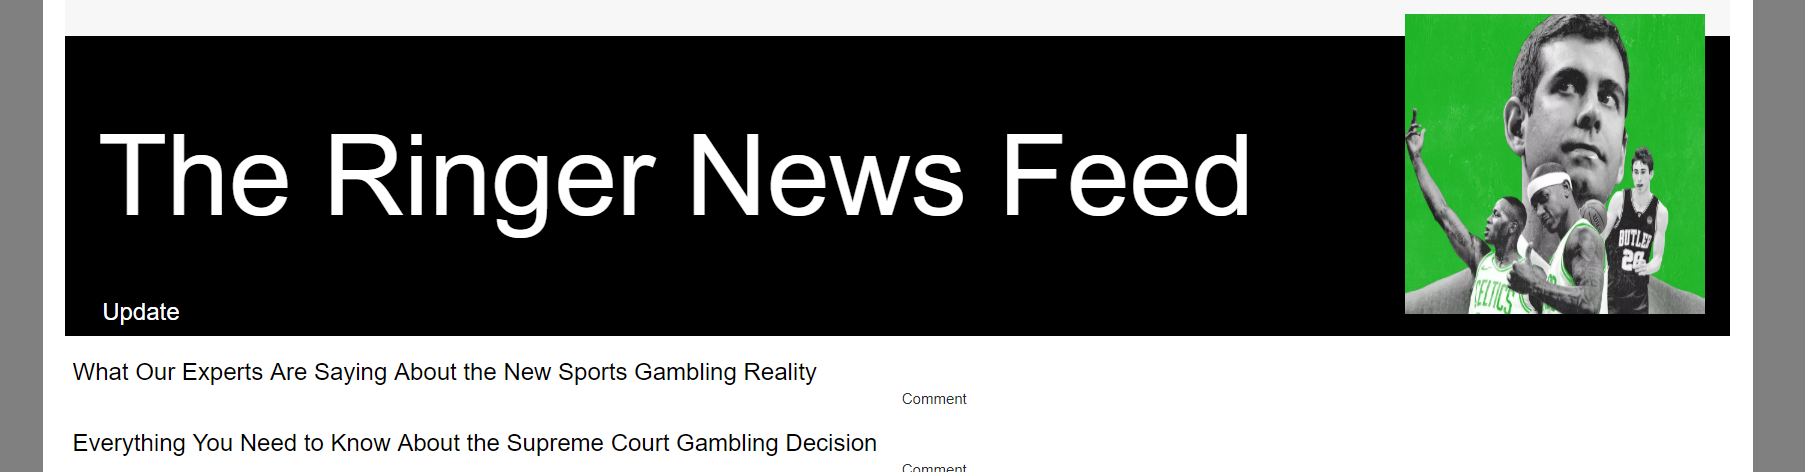 The Ringer News Feed
BUTLER
20
CELTICS
Update
What Our Experts Are Saying About the New Sports Gambling Reality
Comment
Everything You Need to Know About the Supreme Court Gambling Decision
Comment